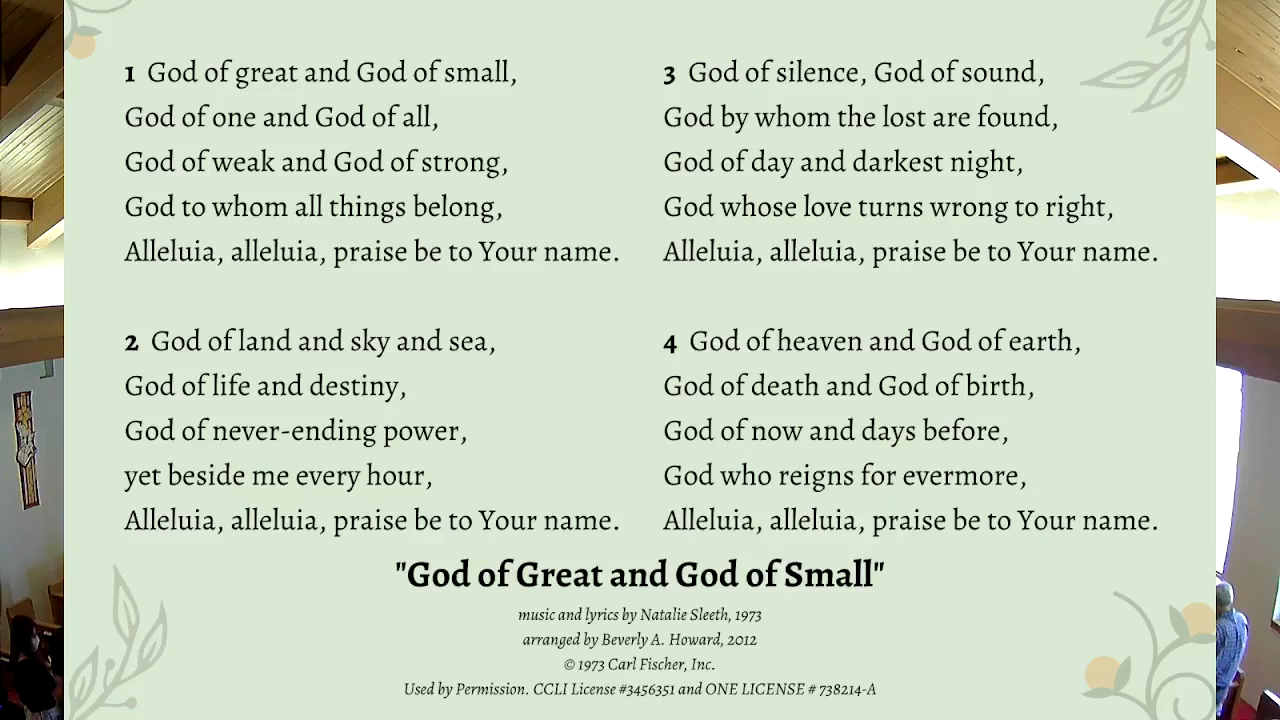 1 God of great and God of small,
God of one and God of all,
God of weak and God of strong,
God to whom all things belong,
Alleluia, alleluia, praise be to Your name.
2 God of land and sky and sea,
God of life and destiny,
God of never-ending power,
yet beside me every hour,
Alleluia, alleluia, praise be to Your name.
3 God of silence, God of sound,
God by whom the lost are found,
God of day and darkest night,
God whose love turns wrong to right,
Alleluia, alleluia, praise be to Your name.
4 God of heaven and God of earth,
God of death and God of birth,
God of now and days before,
God who reigns for evermore,
Alleluia, alleluia, praise be to Your name.
"God of Great and God of Small"
music and lyrics by Natalie Sleeth, 1973
arranged by Beverly A. Howard, 2012
© 1973 Carl Fischer, Inc.
Used by Permission. CCLI License #3456351 and ONE LICENSE # 738214-A